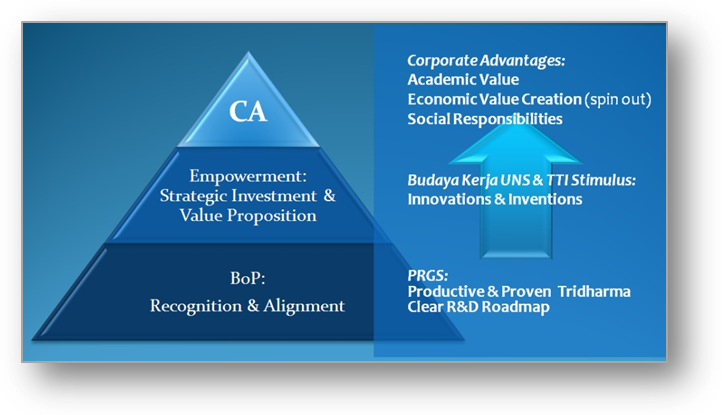 CA
Empowerment:
Strategic Investment &
Value Proposition
BoP:
Recognition & Alignment
Corporate Advantages:
Academic Value
Economic Value Creation (spin out)
Social Responsibilities
Budaya Kerja UNS & TTI Stimulus:
Innovations & Inventions
PRGS:
Productive & Proven Tridharma
Clear R&D Roadmap